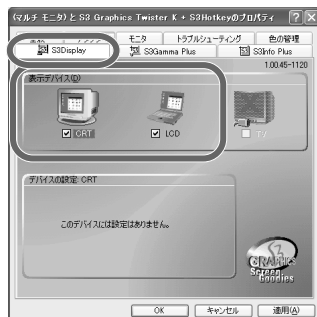 (マルチ モニタ) と S3 Graphics Twister K + S3Hotkeyのプロパティ
モニタ トラブルシューティング 色の管理
S3Display S3Gamma Plus S3Info Plus
1.00.45-1120
表示デバイス(D)
CRT LCD TV
デバイスの設定: CRT
このデバイスには設定はありません。
S3
GRAPHICS
Screen
Goodies
OK キャンセル 適用(A)